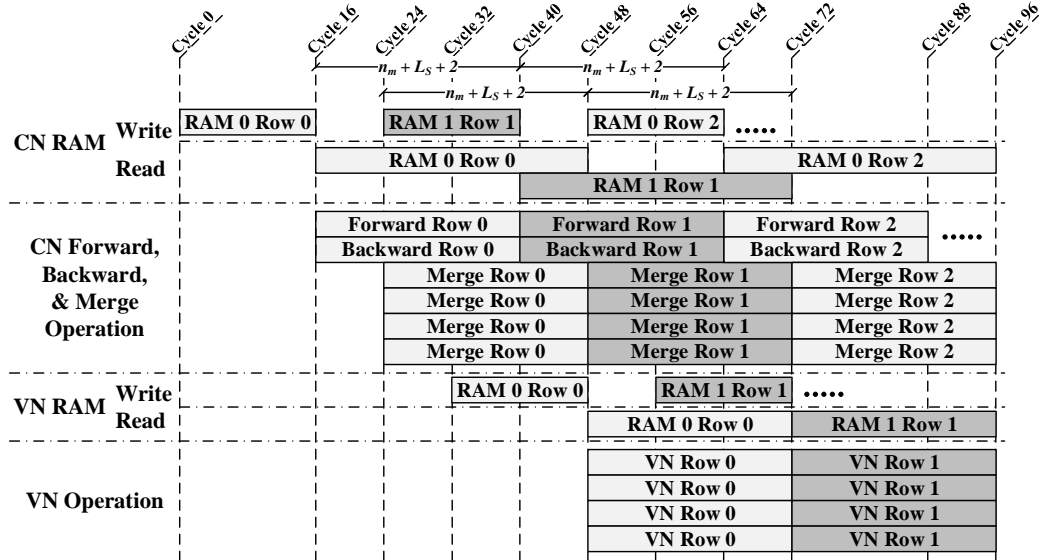 Cycle 0 Cycle 16 Cycle 24 Cycle 32 Cycle 40 Cycle 48 Cycle 56 Cycle 64 Cycle 72 Cycle 88 Cycle 96
n_m + L_S + 2 n_m + L_S + 2
n_m + L_S + 2 n_m + L_S + 2
CN RAM Write RAM 0 Row 0 RAM 1 Row 1 RAM 0 Row 2 •••••
Read RAM 0 Row 0 RAM 0 Row 2
RAM 1 Row 1
CN Forward,
Backward,
& Merge
Operation
Forward Row 0 Forward Row 1 Forward Row 2
Backward Row 0 Backward Row 1 Backward Row 2 •••••
Merge Row 0 Merge Row 1 Merge Row 2
Merge Row 0 Merge Row 1 Merge Row 2
Merge Row 0 Merge Row 1 Merge Row 2
Merge Row 0 Merge Row 1 Merge Row 2
VN RAM Write RAM 0 Row 0 RAM 1 Row 1 •••••
Read RAM 0 Row 0 RAM 1 Row 1
VN Operation
VN Row 0 VN Row 1
VN Row 0 VN Row 1
VN Row 0 VN Row 1
VN Row 0 VN Row 1